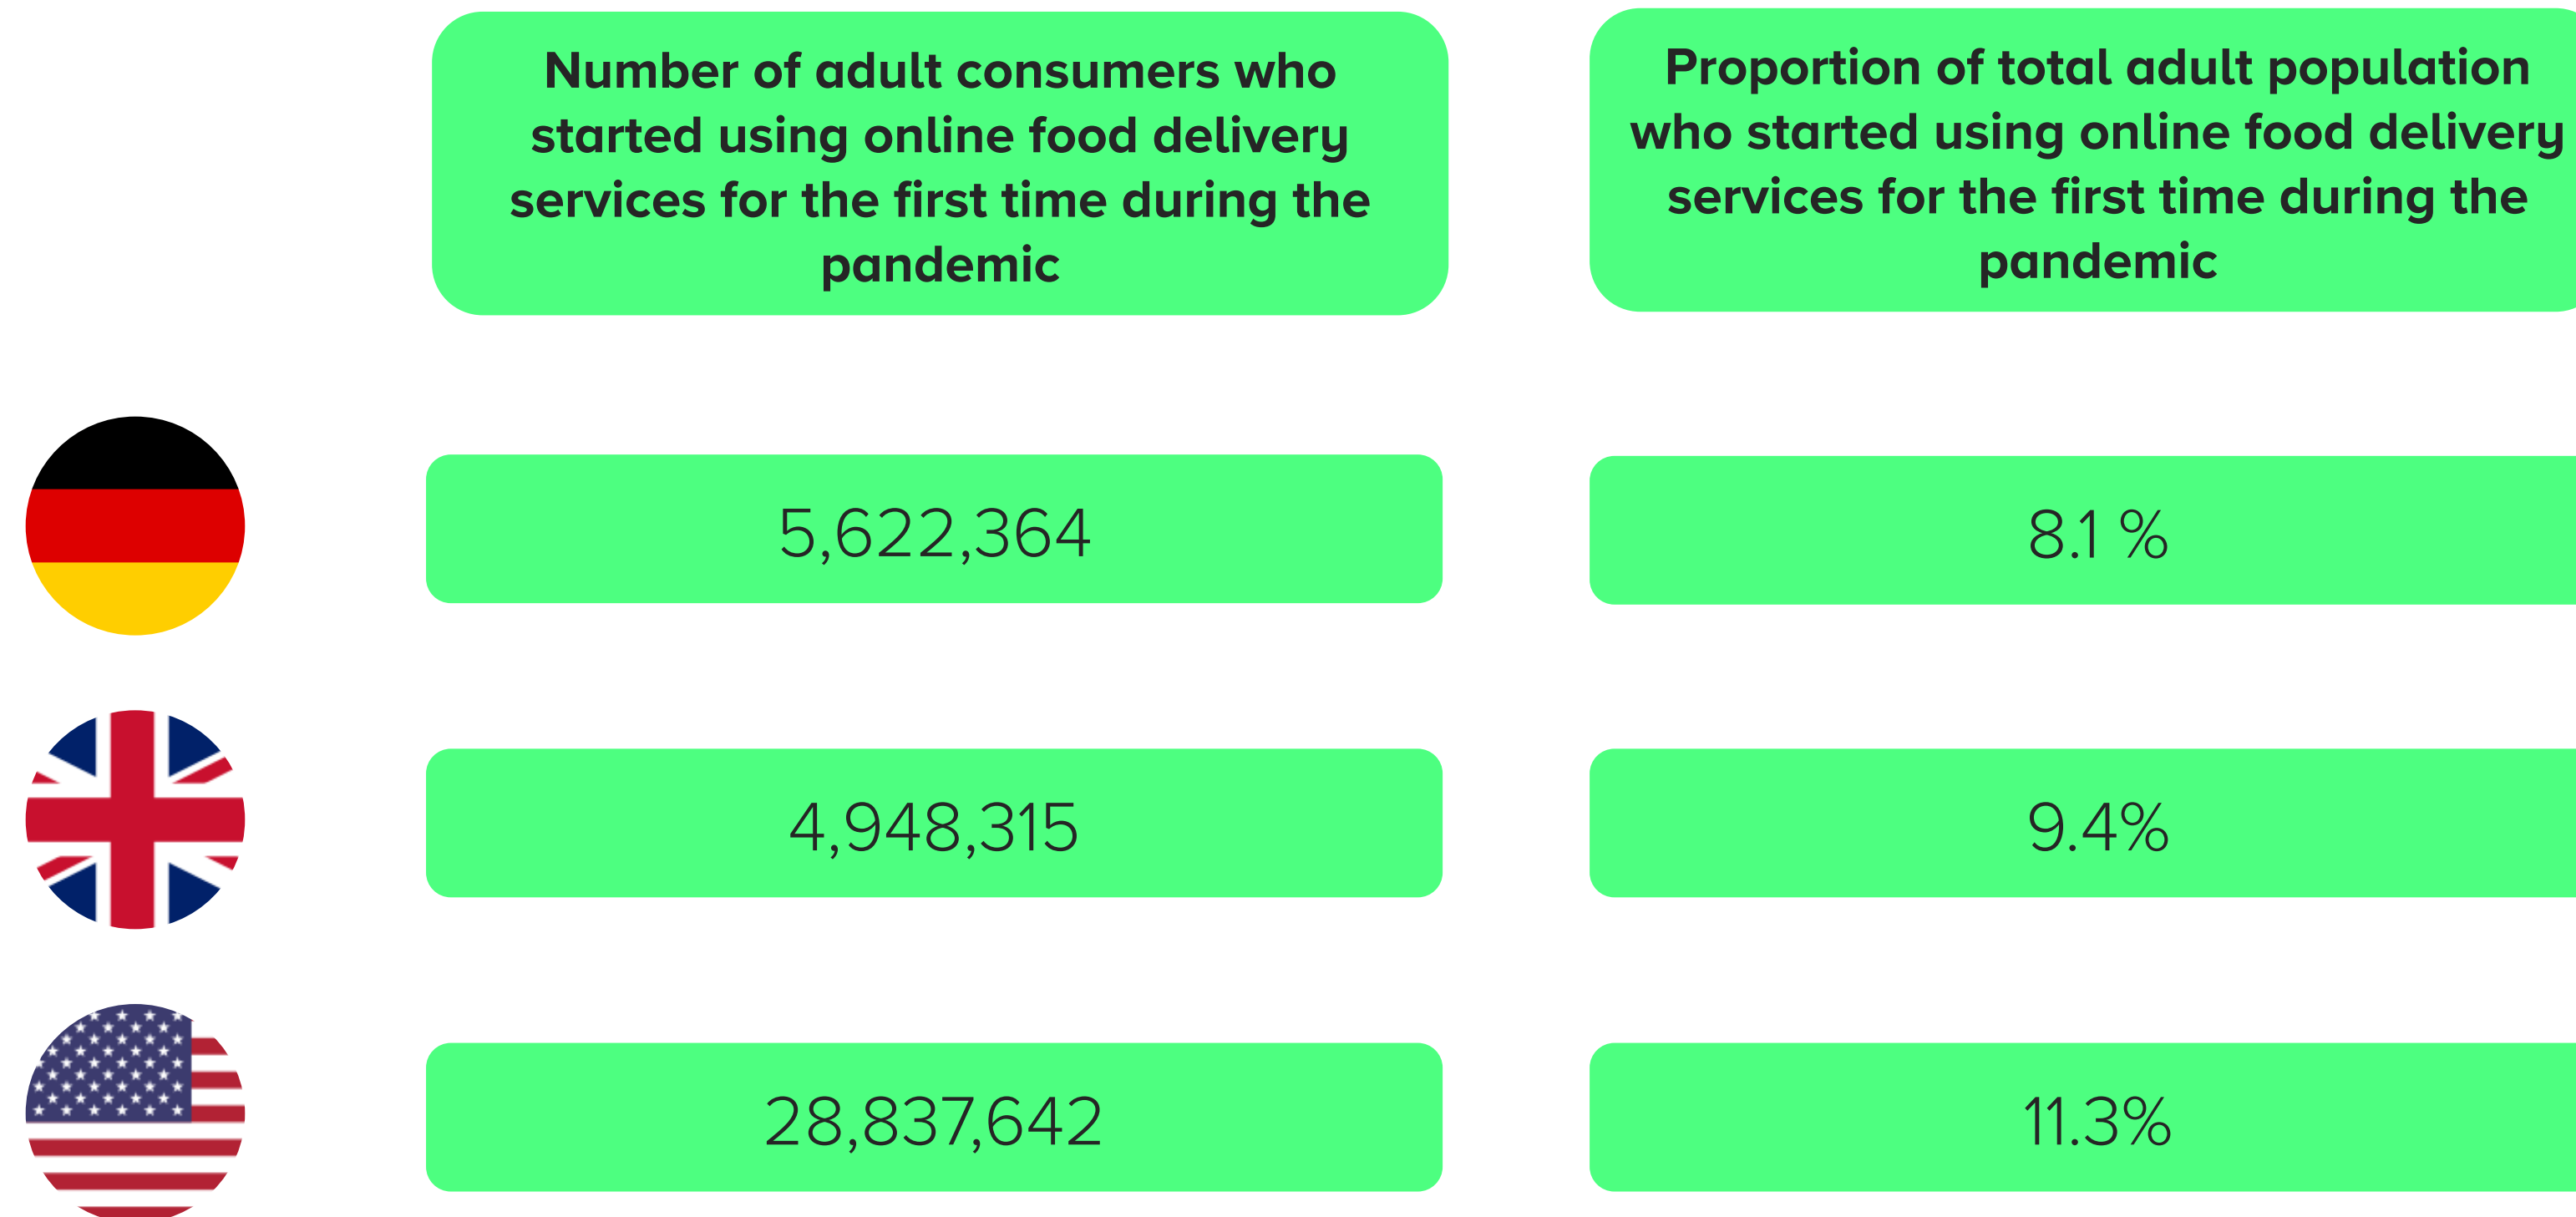 Number of adult consumers who
started using online food delivery
services for the first time during the
pandemic
Proportion of total adult population
who started using online food delivery
services for the first time during the
pandemic
5,622,364
8.1 %
4,948,315
9.4%
28,837,642
11.3%